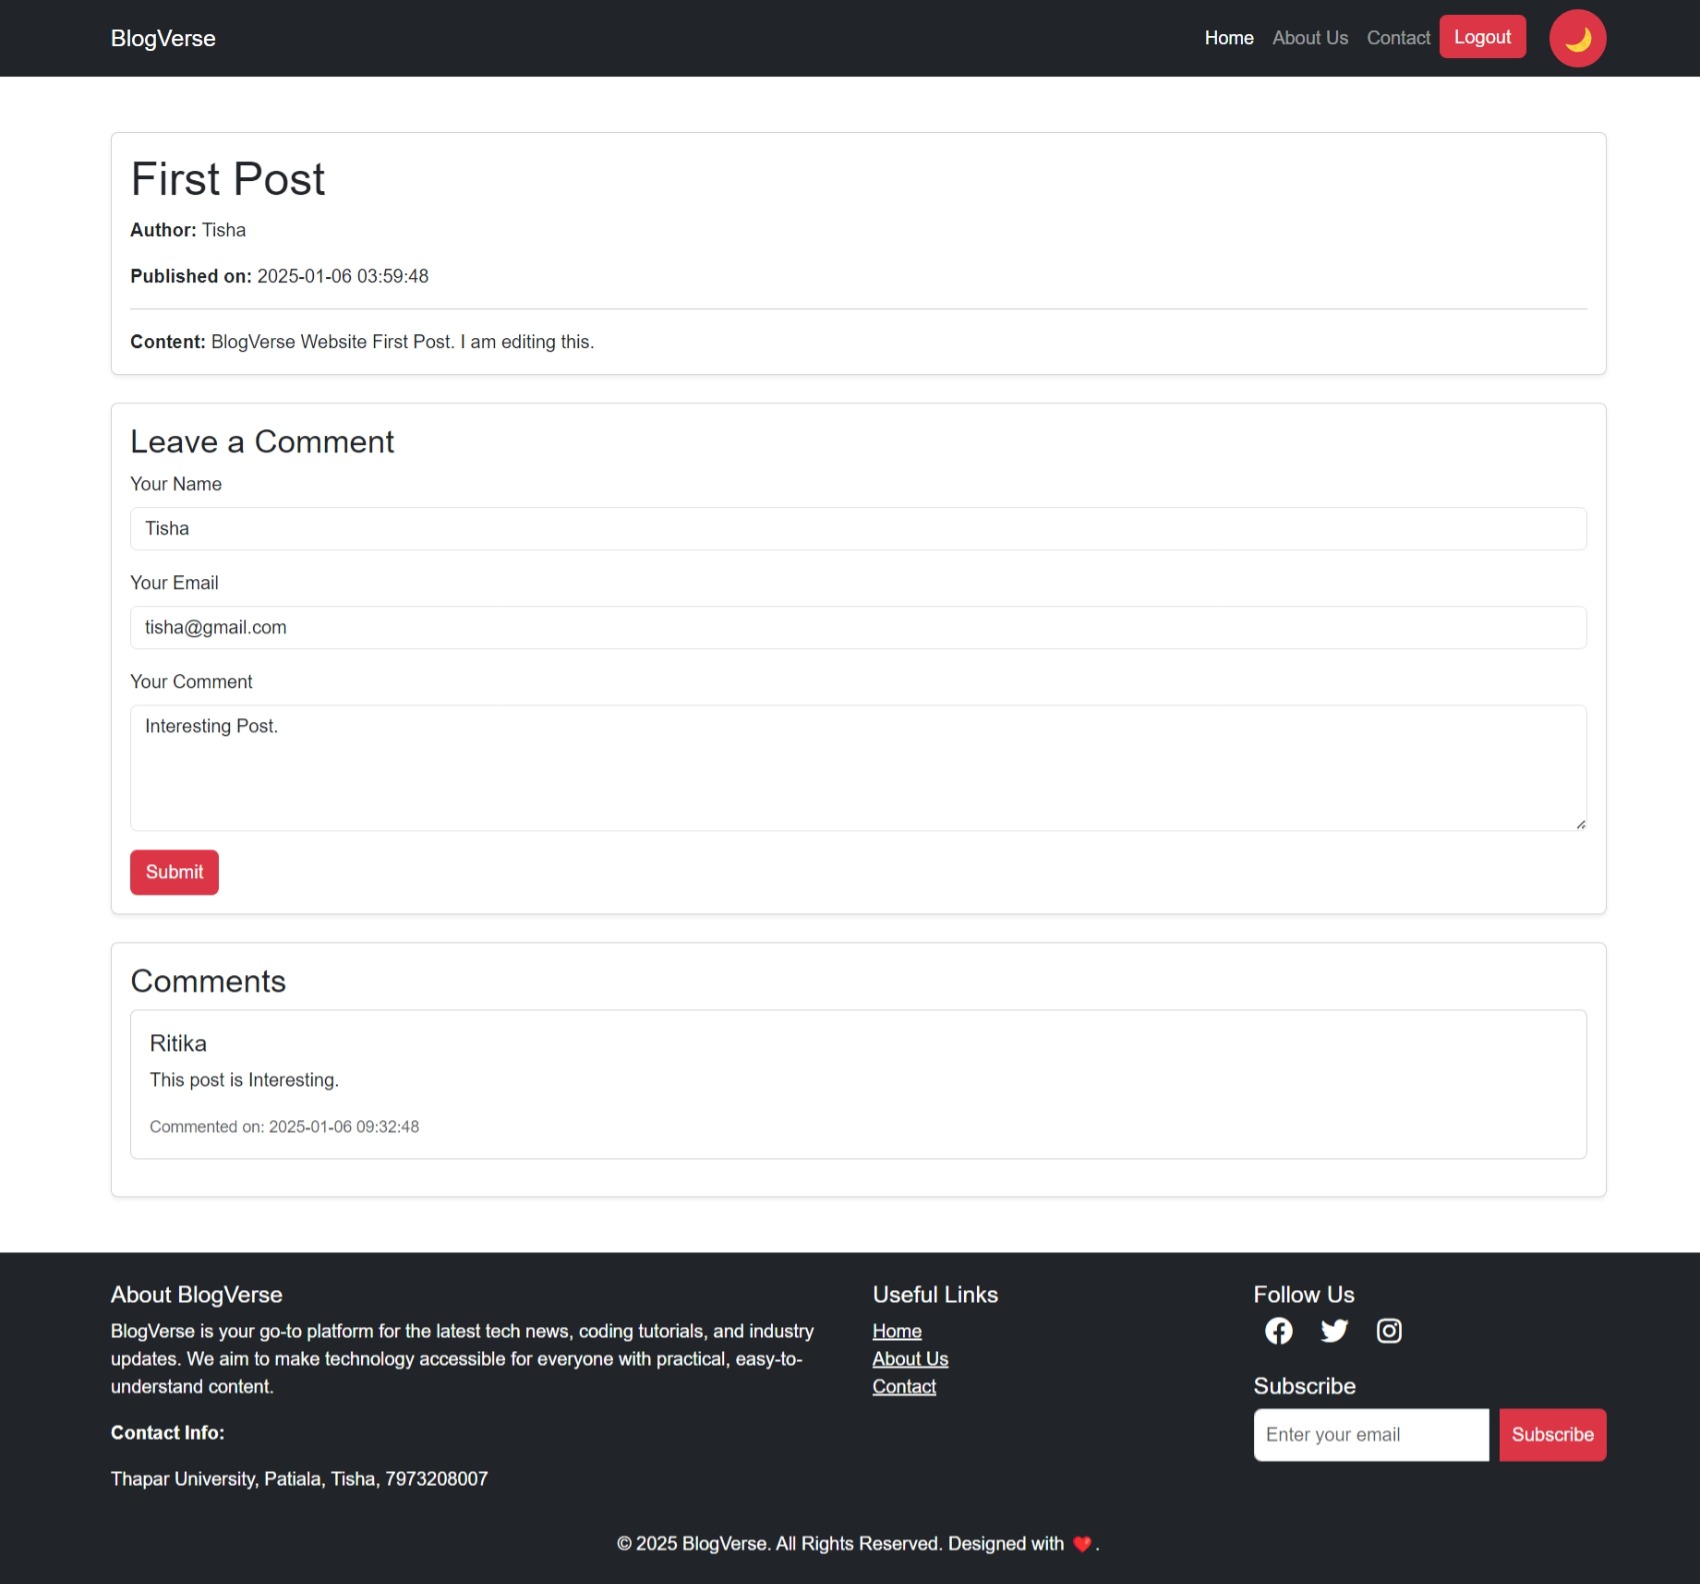 BlogVerse
Home About Us Contact Logout
First Post
Author: Tisha
Published on: 2025-01-06 03:59:48
Content: BlogVerse Website First Post. I am editing this.
Leave a Comment
Your Name
Tisha
Your Email
tisha@gmail.com
Your Comment
Interesting Post.
Submit
Comments
Ritika
This post is Interesting.
Commented on: 2025-01-06 09:32:48
About BlogVerse
BlogVerse is your go-to platform for the latest tech news, coding tutorials, and industry
updates. We aim to make technology accessible for everyone with practical, easy-to-
understand content.
Contact Info:
Thapar University, Patiala, Tisha, 7973208007
Useful Links
Home
About Us
Contact
Follow Us
Subscribe
Enter your email Subscribe
© 2025 BlogVerse. All Rights Reserved. Designed with ❤️.